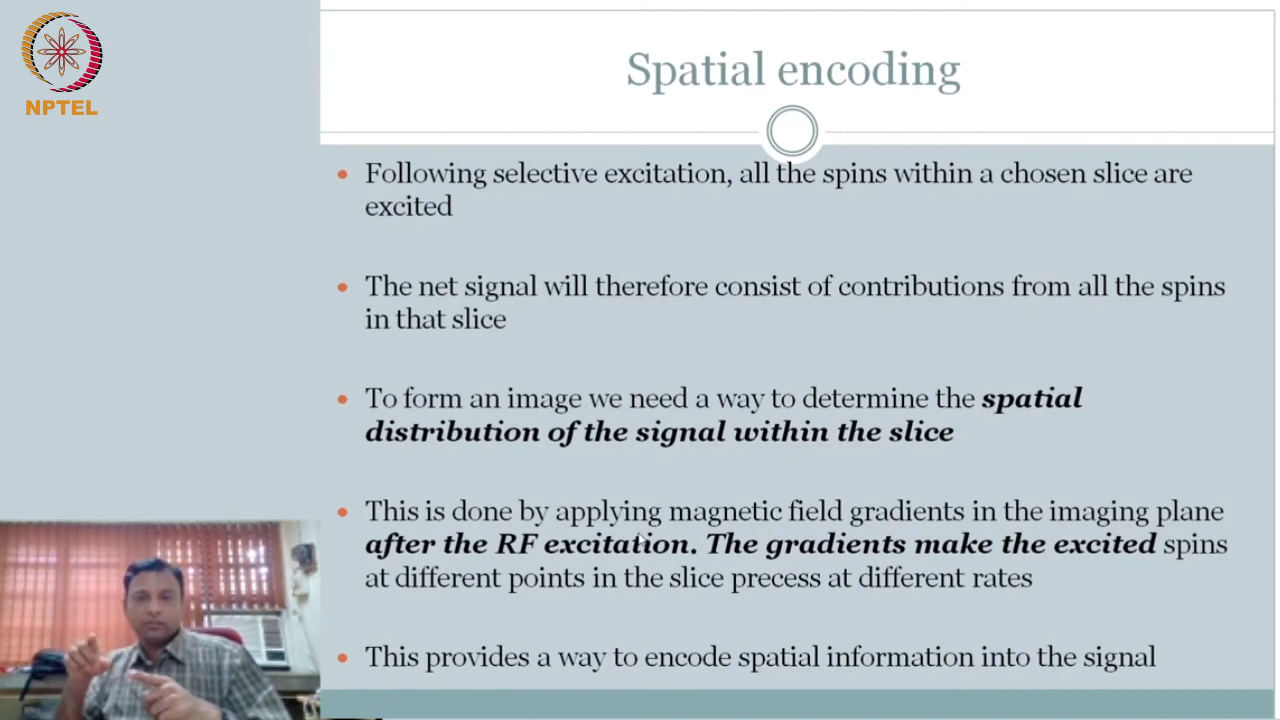 NPTEL
Spatial encoding
Following selective excitation, all the spins within a chosen slice are
excited
The net signal will therefore consist of contributions from all the spins
in that slice
To form an image we need a way to determine the spatial
distribution of the signal within the slice
This is done by applying magnetic field gradients in the imaging plane
after the RF excitation. The gradients make the excited spins
at different points in the slice precess at different rates
This provides a way to encode spatial information into the signal